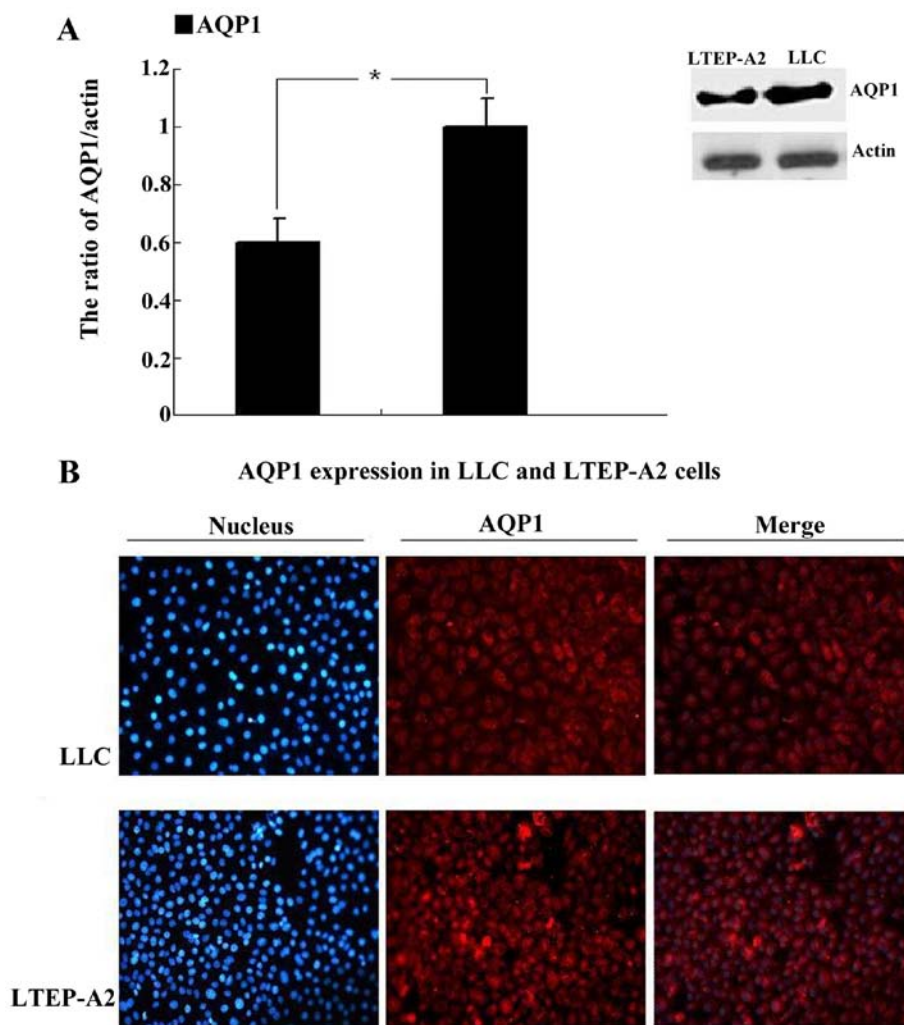 A
AQP1
The ratio of AQP1/actin
1.2
1
0.8
0.6
0.4
0.2
0
*
LTEP-A2 LLC
AQP1
Actin
B
AQP1 expression in LLC and LTEP-A2 cells
Nucleus AQP1 Merge
LLC
LTEP-A2